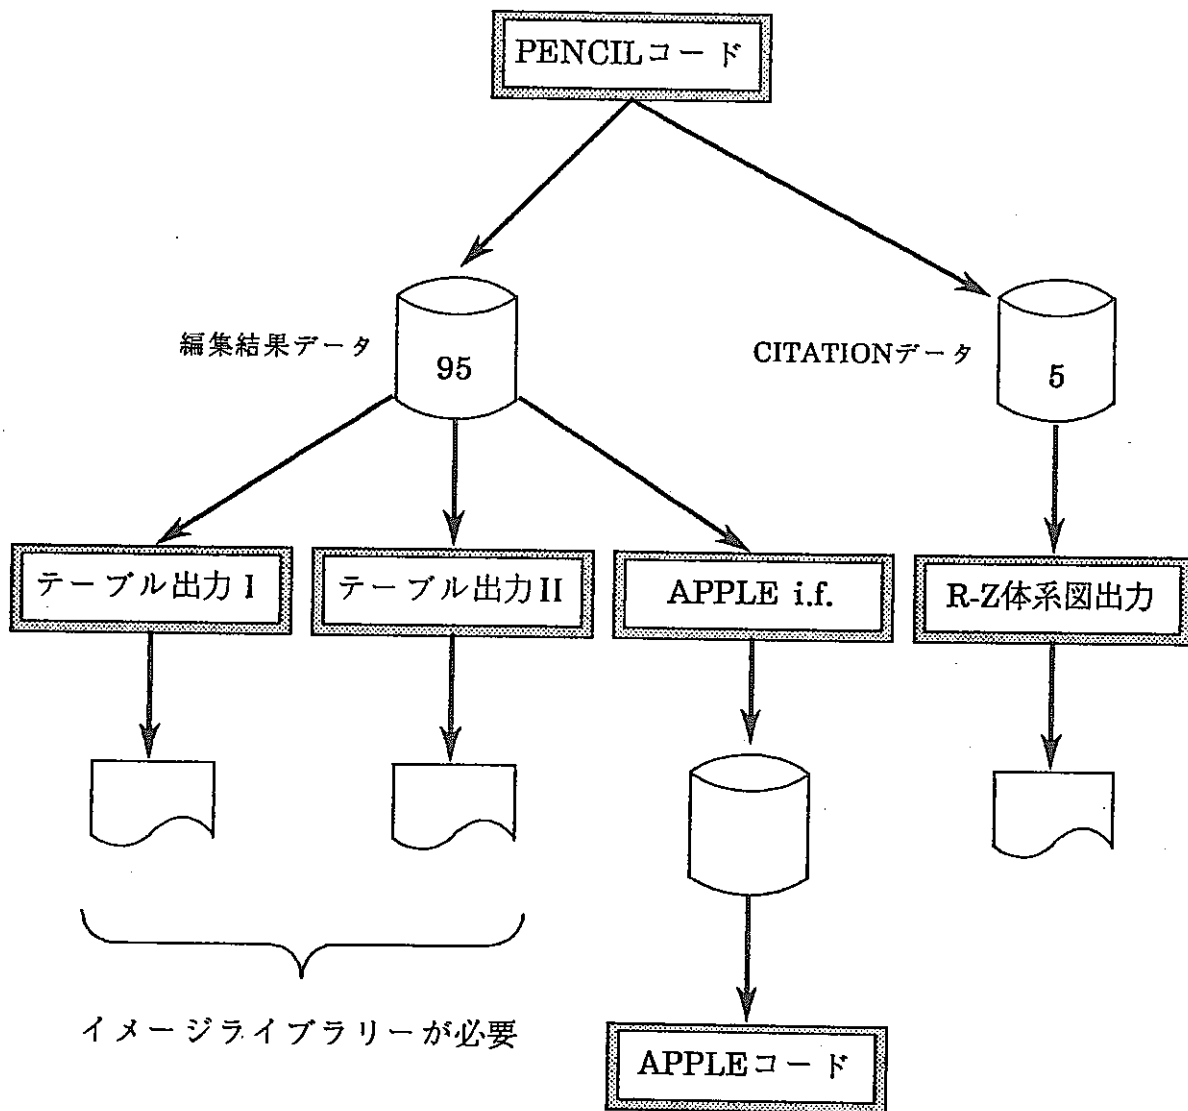 PENCILコード
編集結果データ
95
CITATIONデータ
5
テーブル出力I
テーブル出力II
APPLE i.f.
R-Z体系図出力
イメージライブラリーが必要
APPLEコード